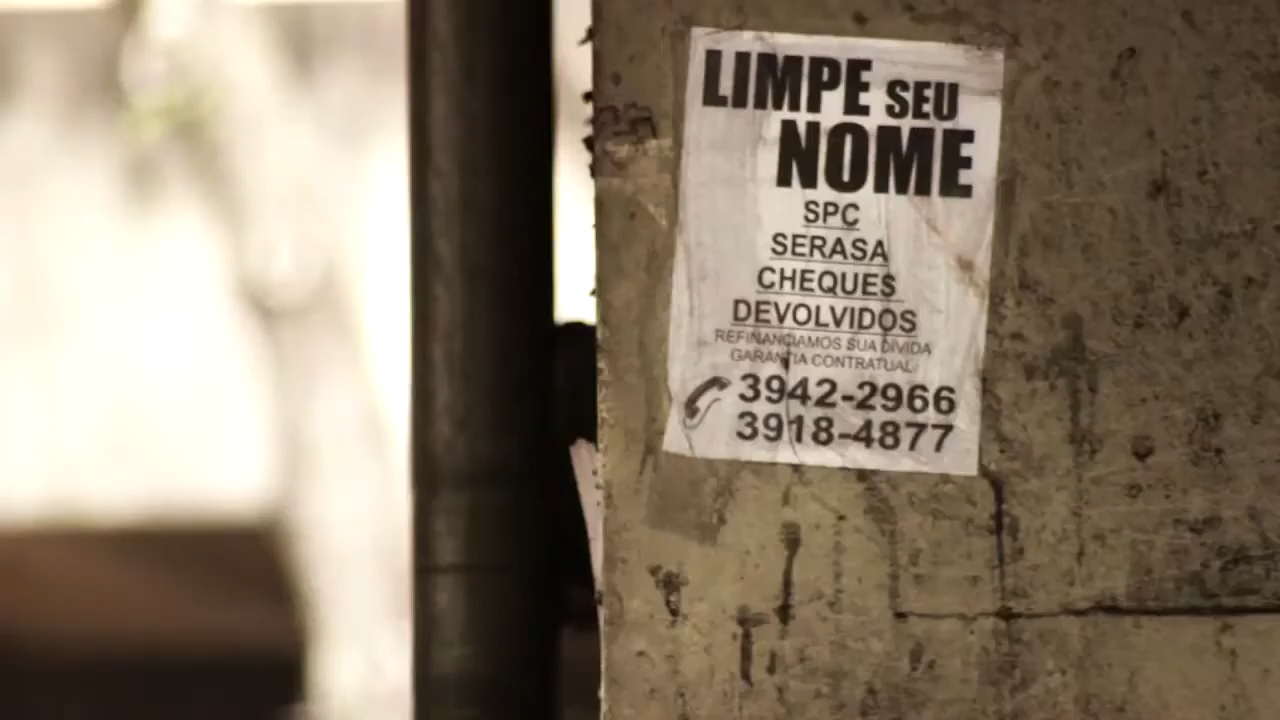 LIMPE SEU
NOME
SPC
SERASA
CHEQUES
DEVOLVIDOS
REFINANCIAMOS SUA DÍVIDA
GARANTIA CONTRATUAL
3942-2966
3918-4877